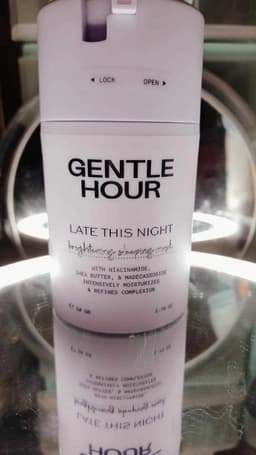 ◄ LOCK OPEN ►
GENTLE
HOUR
LATE THIS NIGHT
brightening sleeping mask
WITH NIACINAMIDE,
SHEA BUTTER, & MADECASSOSIDE
INTENSIVELY MOISTURIZES
& REFINES COMPLEXION